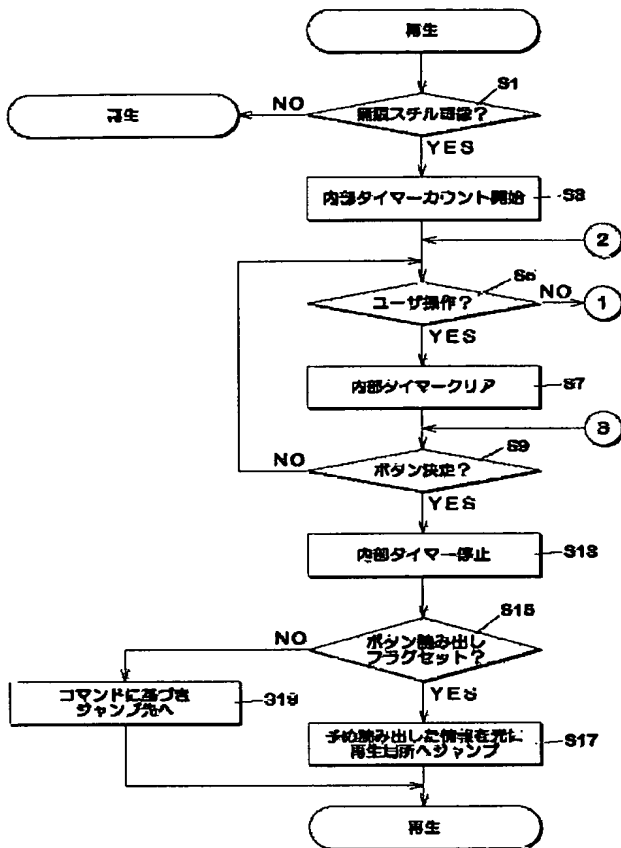 再生
S1
NO
無限スチル画像？
再生
YES
内部タイマーカウント開始
S3
2
S5
ユーザ操作？
NO
1
YES
内部タイマークリア
S7
3
S9
NO
ボタン決定？
YES
内部タイマー停止
S13
S15
NO
ボタン読み出し
フラグセット？
コマンドに基づき
ジャンプ先へ
S19
YES
予め読み出した情報を元に
再生箇所へジャンプ
S17
再生